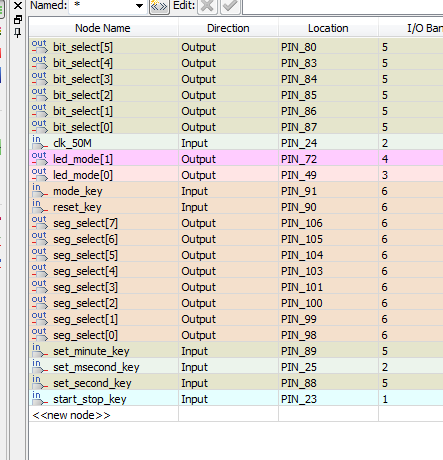 Named: * Edit:
Node Name Direction Location I/O Ban
out bit_select[5] Output PIN_80 5
out bit_select[4] Output PIN_83 5
out bit_select[3] Output PIN_84 5
out bit_select[2] Output PIN_85 5
out bit_select[1] Output PIN_86 5
out bit_select[0] Output PIN_87 5
in clk_50M Input PIN_24 2
out led_mode[1] Output PIN_72 4
out led_mode[0] Output PIN_49 3
in mode_key Input PIN_91 6
in reset_key Input PIN_90 6
out seg_select[7] Output PIN_106 6
out seg_select[6] Output PIN_105 6
out seg_select[5] Output PIN_104 6
out seg_select[4] Output PIN_103 6
out seg_select[3] Output PIN_101 6
out seg_select[2] Output PIN_100 6
out seg_select[1] Output PIN_99 6
out seg_select[0] Output PIN_98 6
in set_minute_key Input PIN_89 5
in set_msecond_key Input PIN_25 2
in set_second_key Input PIN_88 5
in start_stop_key Input PIN_23 1
<<new node>>